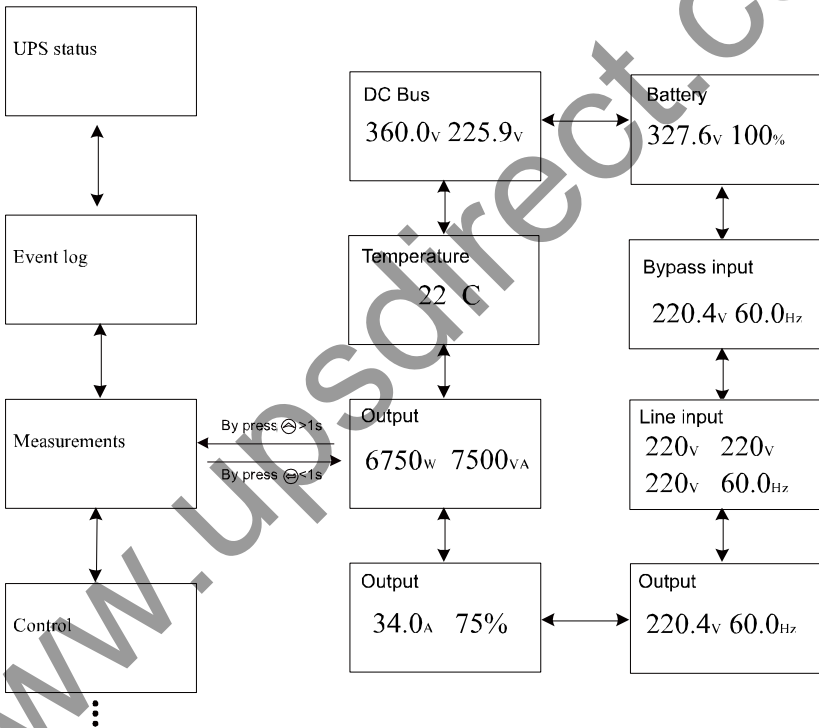 UPS status
Event log
Measurements
Control
By press >1s
By press <1s
DC Bus
360.0V 225.9V
Temperature
22 C
Output
6750W 7500VA
Output
34.0A 75%
Battery
327.6V 100%
Bypass input
220.4V 60.0Hz
Line input
220V 220V
220V 60.0Hz
Output
220.4V 60.0Hz
www.upsdirect.c